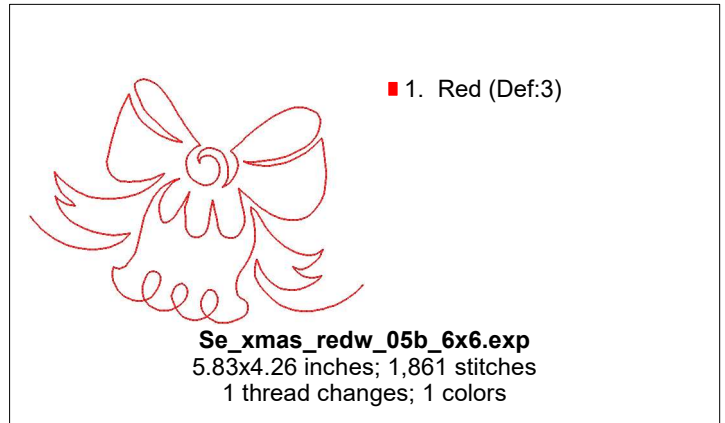 1. Red (Def:3)
Se_xmas_redw_05b_6x6.exp
5.83x4.26 inches; 1,861 stitches
1 thread changes; 1 colors